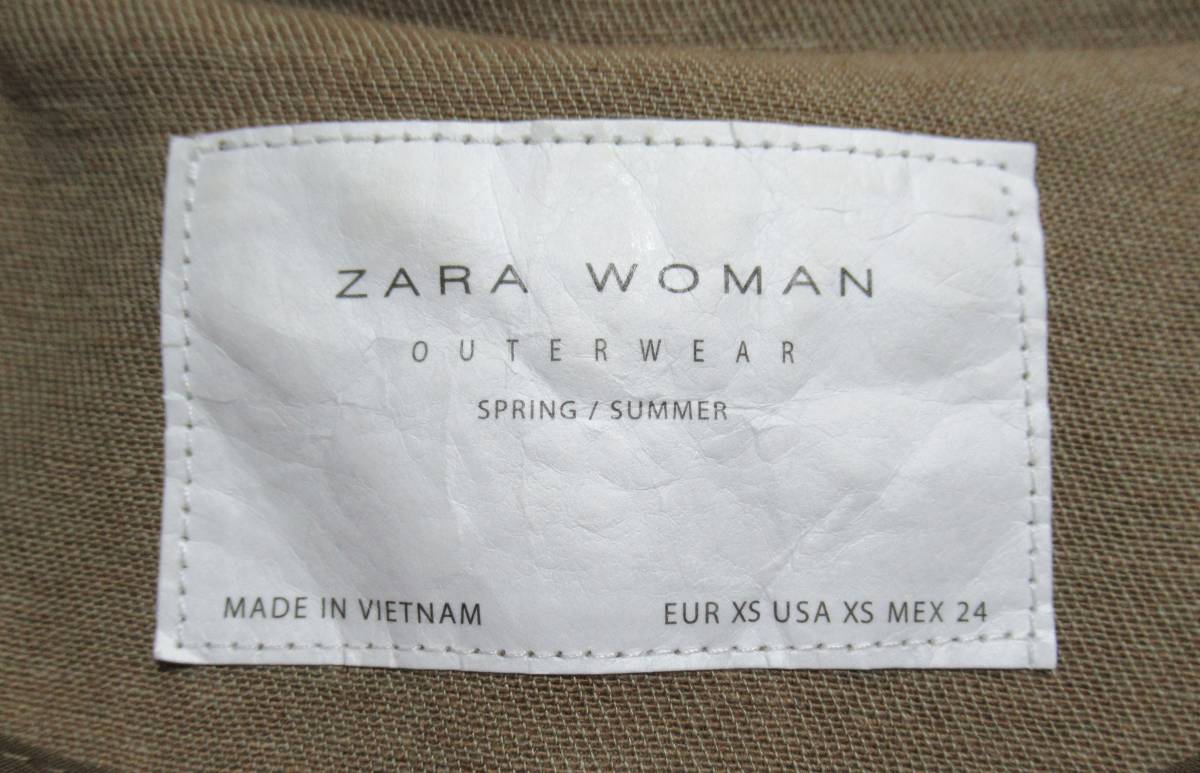 ZARA WOMAN
OUTERWEAR
SPRING / SUMMER
MADE IN VIETNAM EUR XS USA XS MEX 24